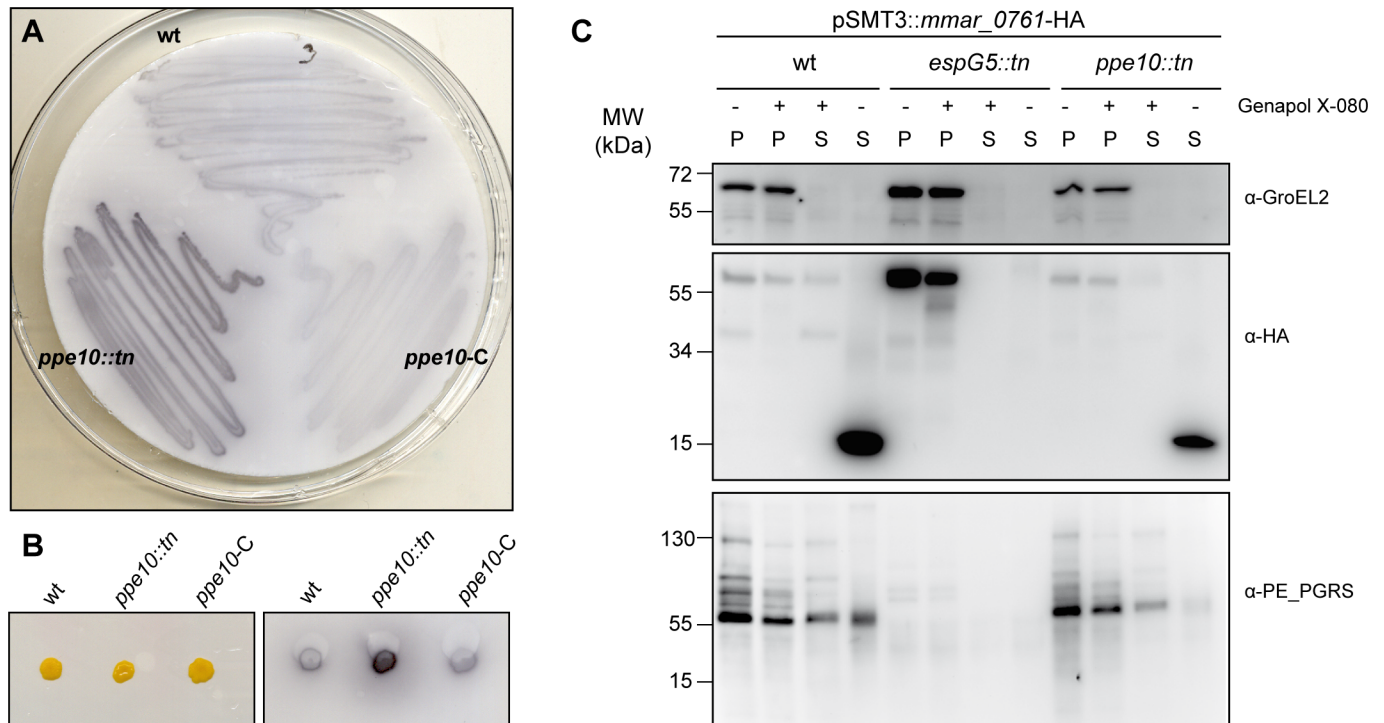 A
wt
ppe10::tn
ppe10-C
B
wt
ppe10::tn
ppe10-C
wt
ppe10::tn
ppe10-C
C
pSMT3::mmar_0761-HA
wt espG5::tn ppe10::tn
- + + - - + + - - + + - Genapol X-080
MW
(kDa)
P P S S P P S S P P S S
72
55
α-GroEL2
55
34
15
α-HA
130
55
15
α-PE_PGRS